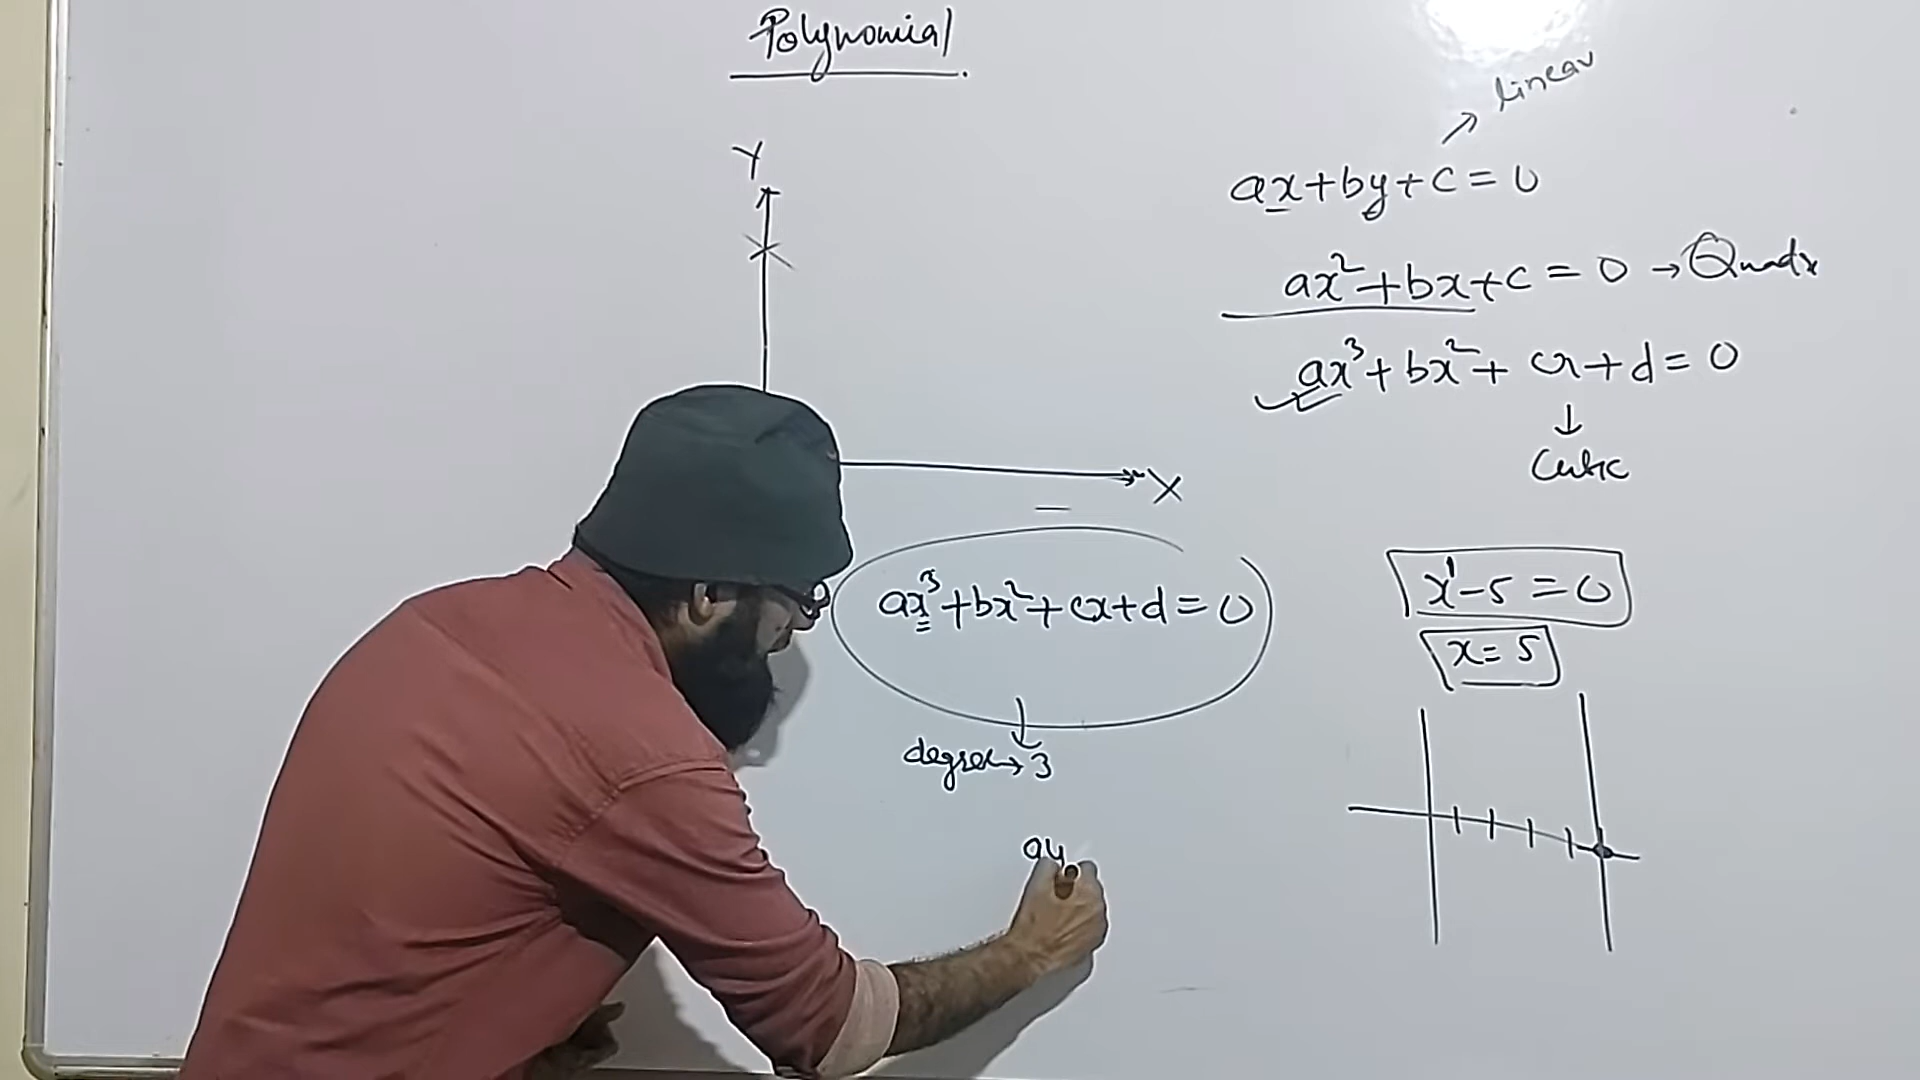 Polynomial
linear
Y
ax+by+c=0
ax²+bx+c=0 → Quadr
ax³+bx²+cx+d=0
Cubic
X
ax³+bx²+cx+d=0
x¹-5=0
x=5
degree→3
ay